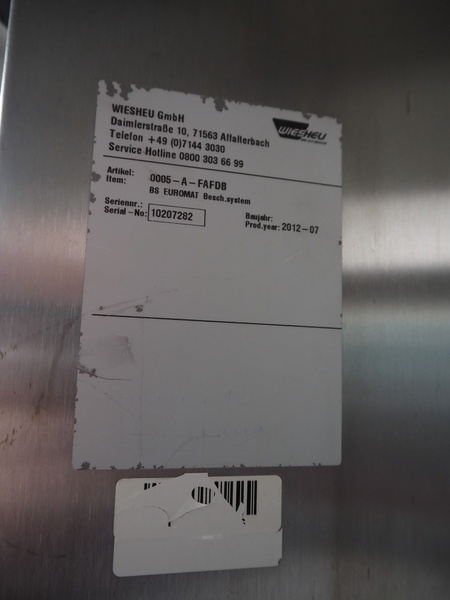 WIESHEU GmbH
Daimlerstraße 10, 71563 Affalterbach
Telefon +49 (0)7144 3030
Service-Hotline 0800 303 66 99
WIESHEU
Artikel: 0005-A-FAFDB
Item: BS EUROMAT Besch.system
Seriennr.:
Serial-No: 10207282
Baujahr:
Prod.year: 2012-07